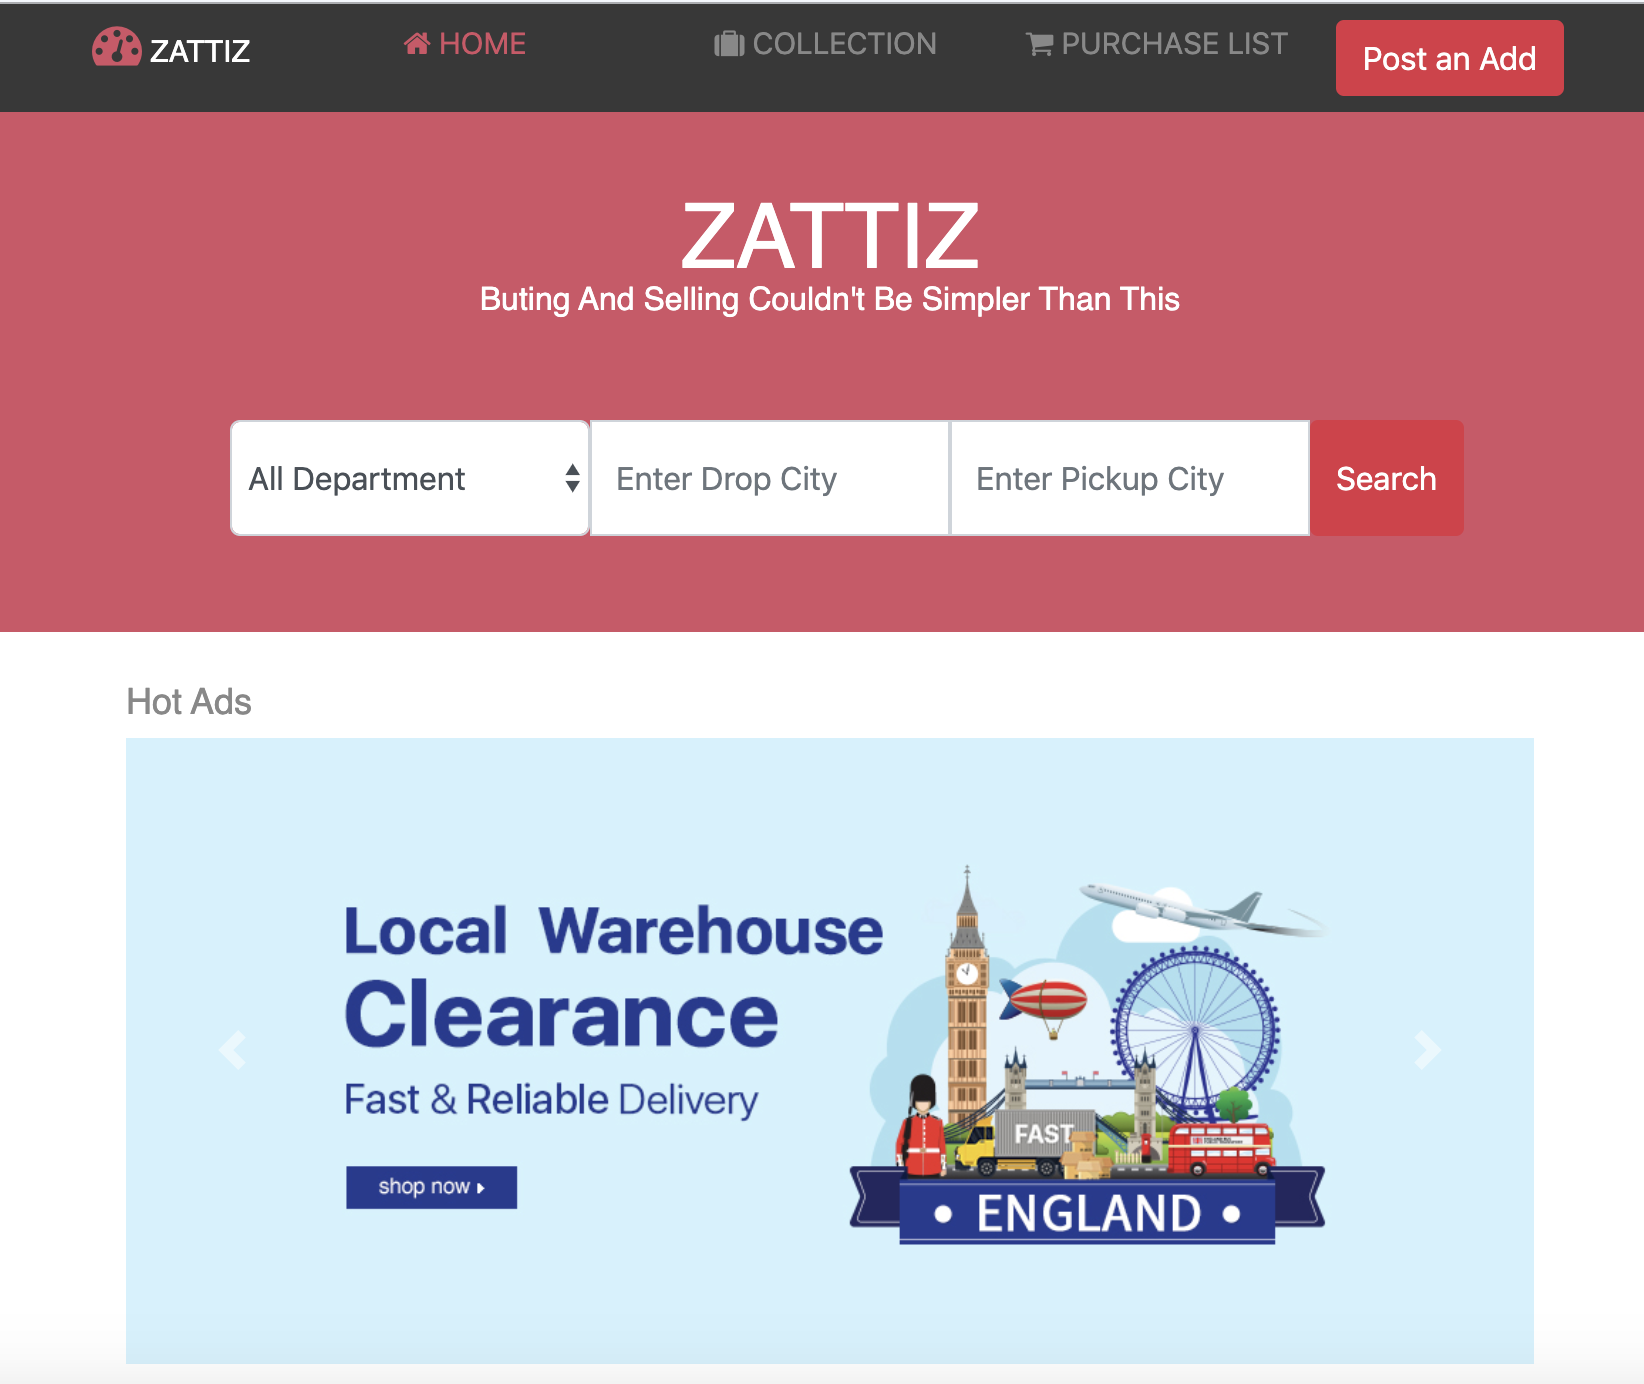 ZATTIZ
HOME
COLLECTION
PURCHASE LIST
Post an Add
ZATTIZ
Buting And Selling Couldn't Be Simpler Than This
All Department
Enter Drop City
Enter Pickup City
Search
Hot Ads
Local Warehouse
Clearance
Fast & Reliable Delivery
shop now
FAST
ENGLAND